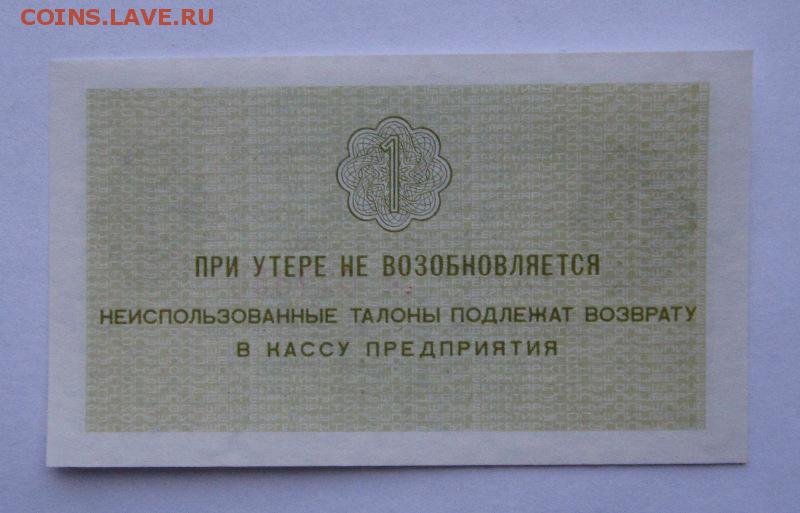 COINS.LAVE.RU
1
ПРИ УТЕРЕ НЕ ВОЗОБНОВЛЯЕТСЯ
НЕИСПОЛЬЗОВАННЫЕ ТАЛОНЫ ПОДЛЕЖАТ ВОЗВРАТУ
В КАССУ ПРЕДПРИЯТИЯ